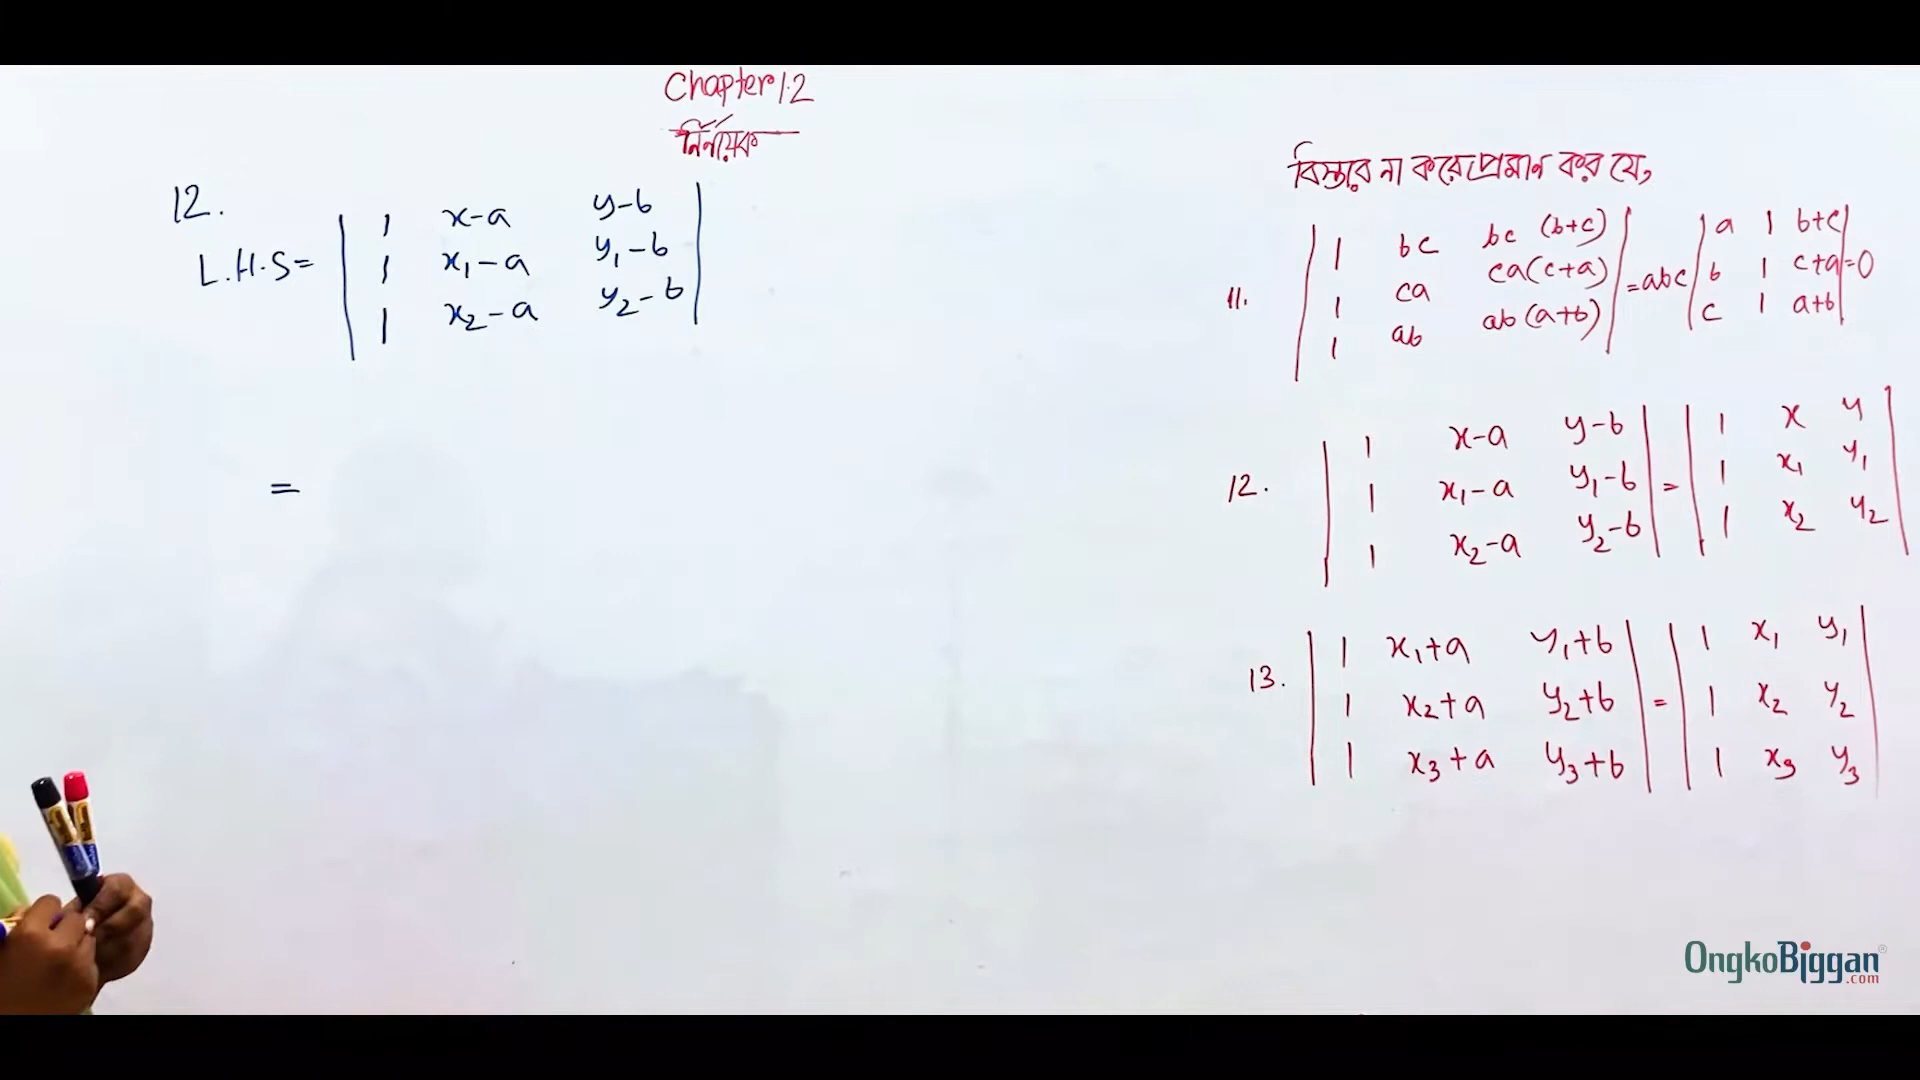 Chapter 1.2
নির্নায়ক
12.
L.H.S = | 1 x-a y-b |
| 1 x₁-a y₁-b |
| 1 x₂-a y₂-b |
=
বিস্তার না করে প্রমান কর যে,
11. | 1 bc bc (b+c) | = abc | a 1 b+c | = 0
| 1 ca ca(c+a) | | b 1 c+a |
| 1 ab ab(a+b) | | c 1 a+b |
12. | 1 x-a y-b | = | 1 x y |
| 1 x₁-a y₁-b | | 1 x₁ y₁ |
| 1 x₂-a y₂-b | | 1 x₂ y₂ |
13. | 1 x₁+a y₁+b | = | 1 x₁ y₁ |
| 1 x₂+a y₂+b | | 1 x₂ y₂ |
| 1 x₃+a y₃+b | | 1 x₃ y₃ |
OngkoBiggan®
.com